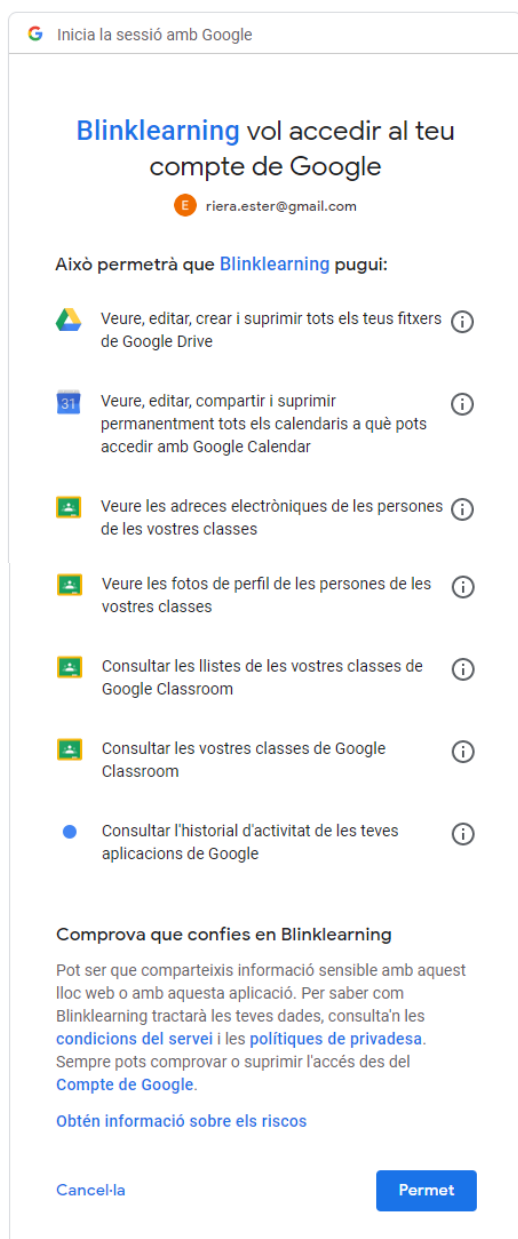 Inicia la sessió amb Google
Blinklearning vol accedir al teu
compte de Google
E riera.ester@gmail.com
Això permetrà que Blinklearning pugui:
Veure, editar, crear i suprimir tots els teus fitxers
de Google Drive
31
Veure, editar, compartir i suprimir
permanentment tots els calendaris a què pots
accedir amb Google Calendar
Veure les adreces electròniques de les persones
de les vostres classes
Veure les fotos de perfil de les persones de les
vostres classes
Consultar les llistes de les vostres classes de
Google Classroom
Consultar les vostres classes de Google
Classroom
Consultar l'historial d'activitat de les teves
aplicacions de Google
Comprova que confies en Blinklearning
Pot ser que comparteixis informació sensible amb aquest
lloc web o amb aquesta aplicació. Per saber com
Blinklearning tractarà les teves dades, consulta'n les
condicions del servei i les polítiques de privadesa.
Sempre pots comprovar o suprimir l'accés des del
Compte de Google.
Obtén informació sobre els riscos
Cancel·la
Permet